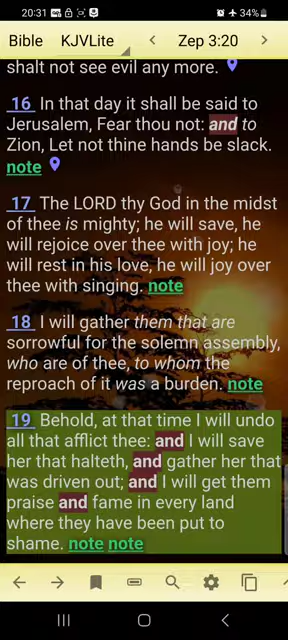 20:31
34%
Bible KJVLite Zep 3:20
shalt not see evil any more.
16 In that day it shall be said to
Jerusalem, Fear thou not: and to
Zion, Let not thine hands be slack.
note
17 The LORD thy God in the midst
of thee is mighty; he will save, he
will rejoice over thee with joy; he
will rest in his love, he will joy over
thee with singing. note
18 I will gather them that are
sorrowful for the solemn assembly,
who are of thee, to whom the
reproach of it was a burden. note
19 Behold, at that time I will undo
all that afflict thee: and I will save
her that halteth, and gather her that
was driven out; and I will get them
praise and fame in every land
where they have been put to
shame. note note